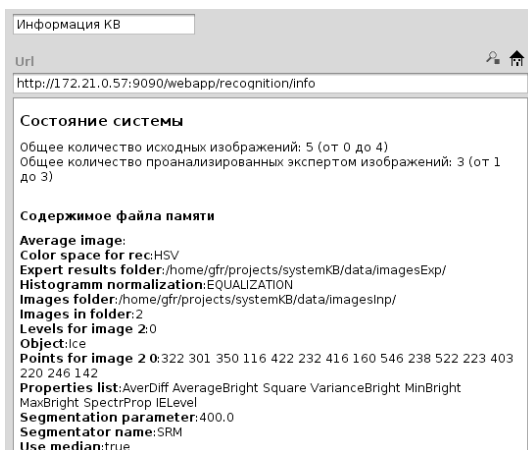 Информация КВ
Url
http://172.21.0.57:9090/webapp/recognition/info
Состояние системы
Общее количество исходных изображений: 5 (от 0 до 4)
Общее количество проанализированных экспертом изображений: 3 (от 1
до 3)
Содержимое файла памяти
Average image:
Color space for rec:HSV
Expert results folder:/home/gfr/projects/systemKB/data/imagesExp/
Histogramm normalization:EQUALIZATION
Images folder:/home/gfr/projects/systemKB/data/imagesInp/
Images in folder:2
Levels for image 2:0
Object:Ice
Points for image 2 0:322 301 350 116 422 232 416 160 546 238 522 223 403
220 246 142
Properties list:AverDiff AverageBright Square VarianceBright MinBright
MaxBright SpectrProp IELevel
Segmentation parameter:400.0
Segmentator name:SRM
Use median:true